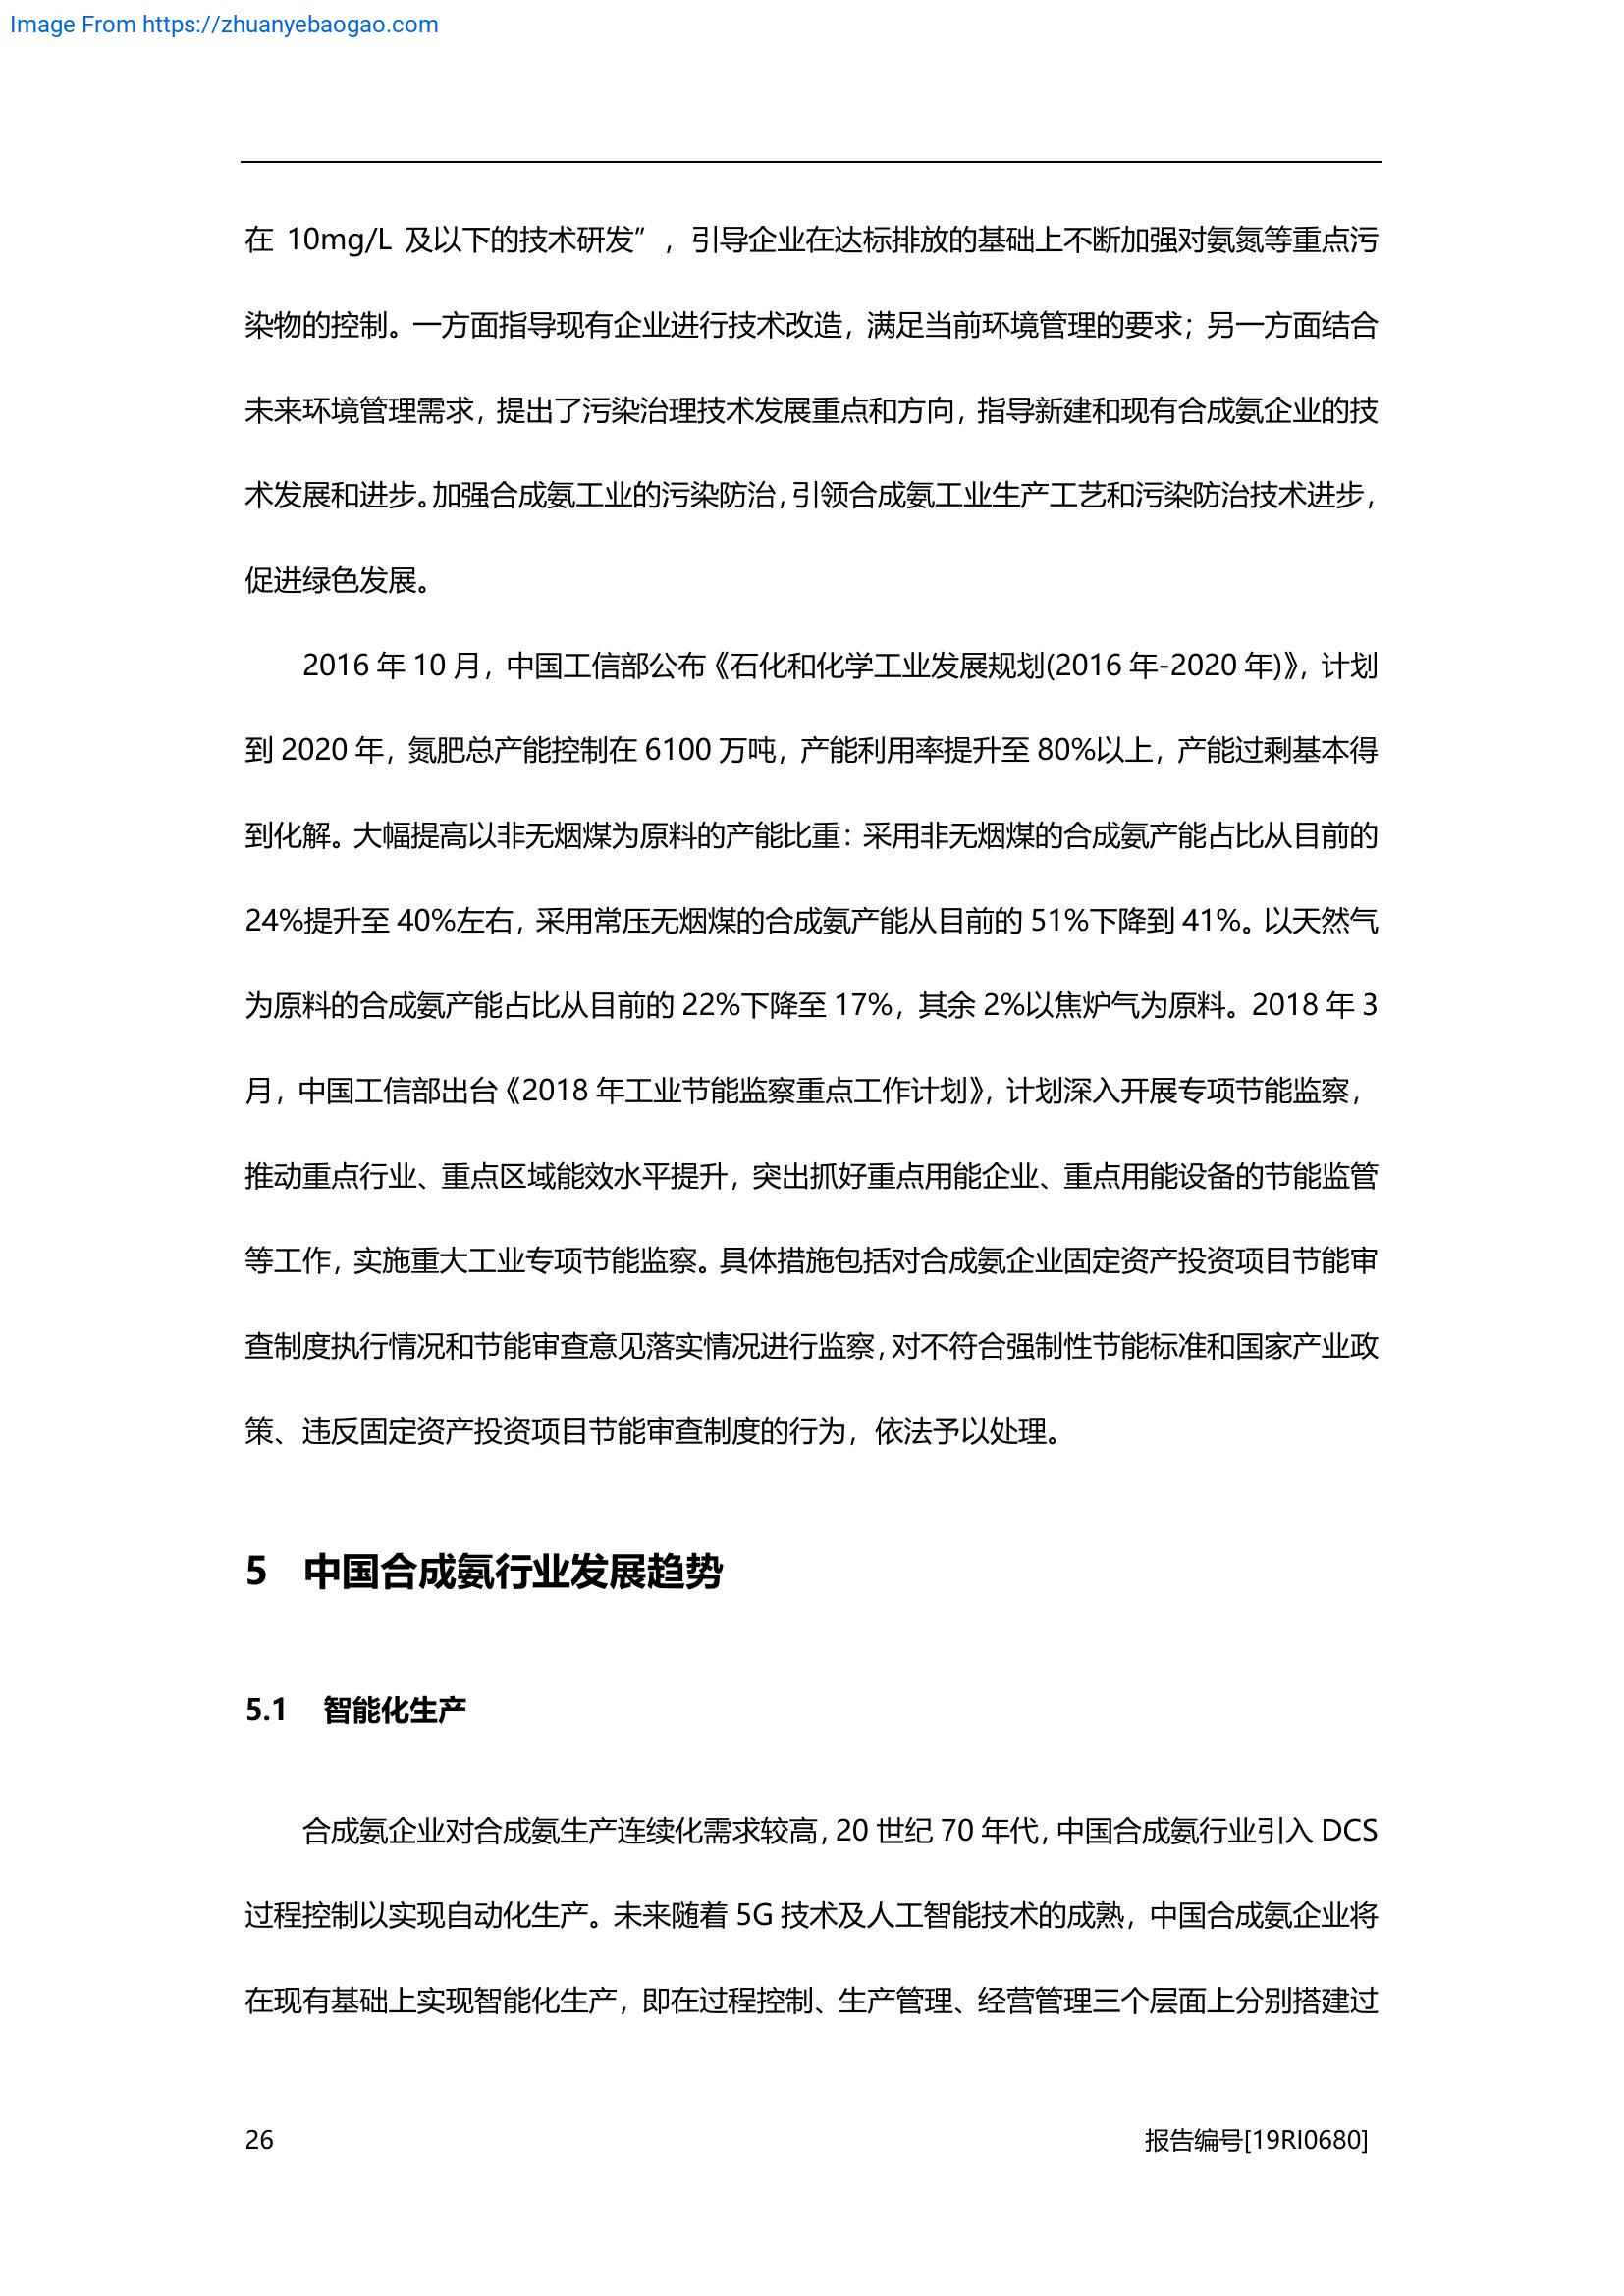 Image From https://zhuanyebaogao.com
在 10mg/L 及以下的技术研发”，引导企业在达标排放的基础上不断加强对氨氮等重点污
染物的控制。一方面指导现有企业进行技术改造，满足当前环境管理的要求；另一方面结合
未来环境管理需求，提出了污染治理技术发展重点和方向，指导新建和现有合成氨企业的技
术发展和进步。加强合成氨工业的污染防治，引领合成氨工业生产工艺和污染防治技术进步，
促进绿色发展。
2016 年 10 月，中国工信部公布《石化和化学工业发展规划(2016 年-2020 年)》，计划
到 2020 年，氮肥总产能控制在 6100 万吨，产能利用率提升至 80%以上，产能过剩基本得
到化解。大幅提高以非无烟煤为原料的产能比重：采用非无烟煤的合成氨产能占比从目前的
24%提升至 40%左右，采用常压无烟煤的合成氨产能从目前的 51%下降到 41%。以天然气
为原料的合成氨产能占比从目前的 22%下降至 17%，其余 2%以焦炉气为原料。2018 年 3
月，中国工信部出台《2018 年工业节能监察重点工作计划》，计划深入开展专项节能监察，
推动重点行业、重点区域能效水平提升，突出抓好重点用能企业、重点用能设备的节能监管
等工作，实施重大工业专项节能监察。具体措施包括对合成氨企业固定资产投资项目节能审
查制度执行情况和节能审查意见落实情况进行监察，对不符合强制性节能标准和国家产业政
策、违反固定资产投资项目节能审查制度的行为，依法予以处理。
5 中国合成氨行业发展趋势
5.1 智能化生产
合成氨企业对合成氨生产连续化需求较高，20 世纪 70 年代，中国合成氨行业引入 DCS
过程控制以实现自动化生产。未来随着 5G 技术及人工智能技术的成熟，中国合成氨企业将
在现有基础上实现智能化生产，即在过程控制、生产管理、经营管理三个层面上分别搭建过
26 报告编号[19RI0680]